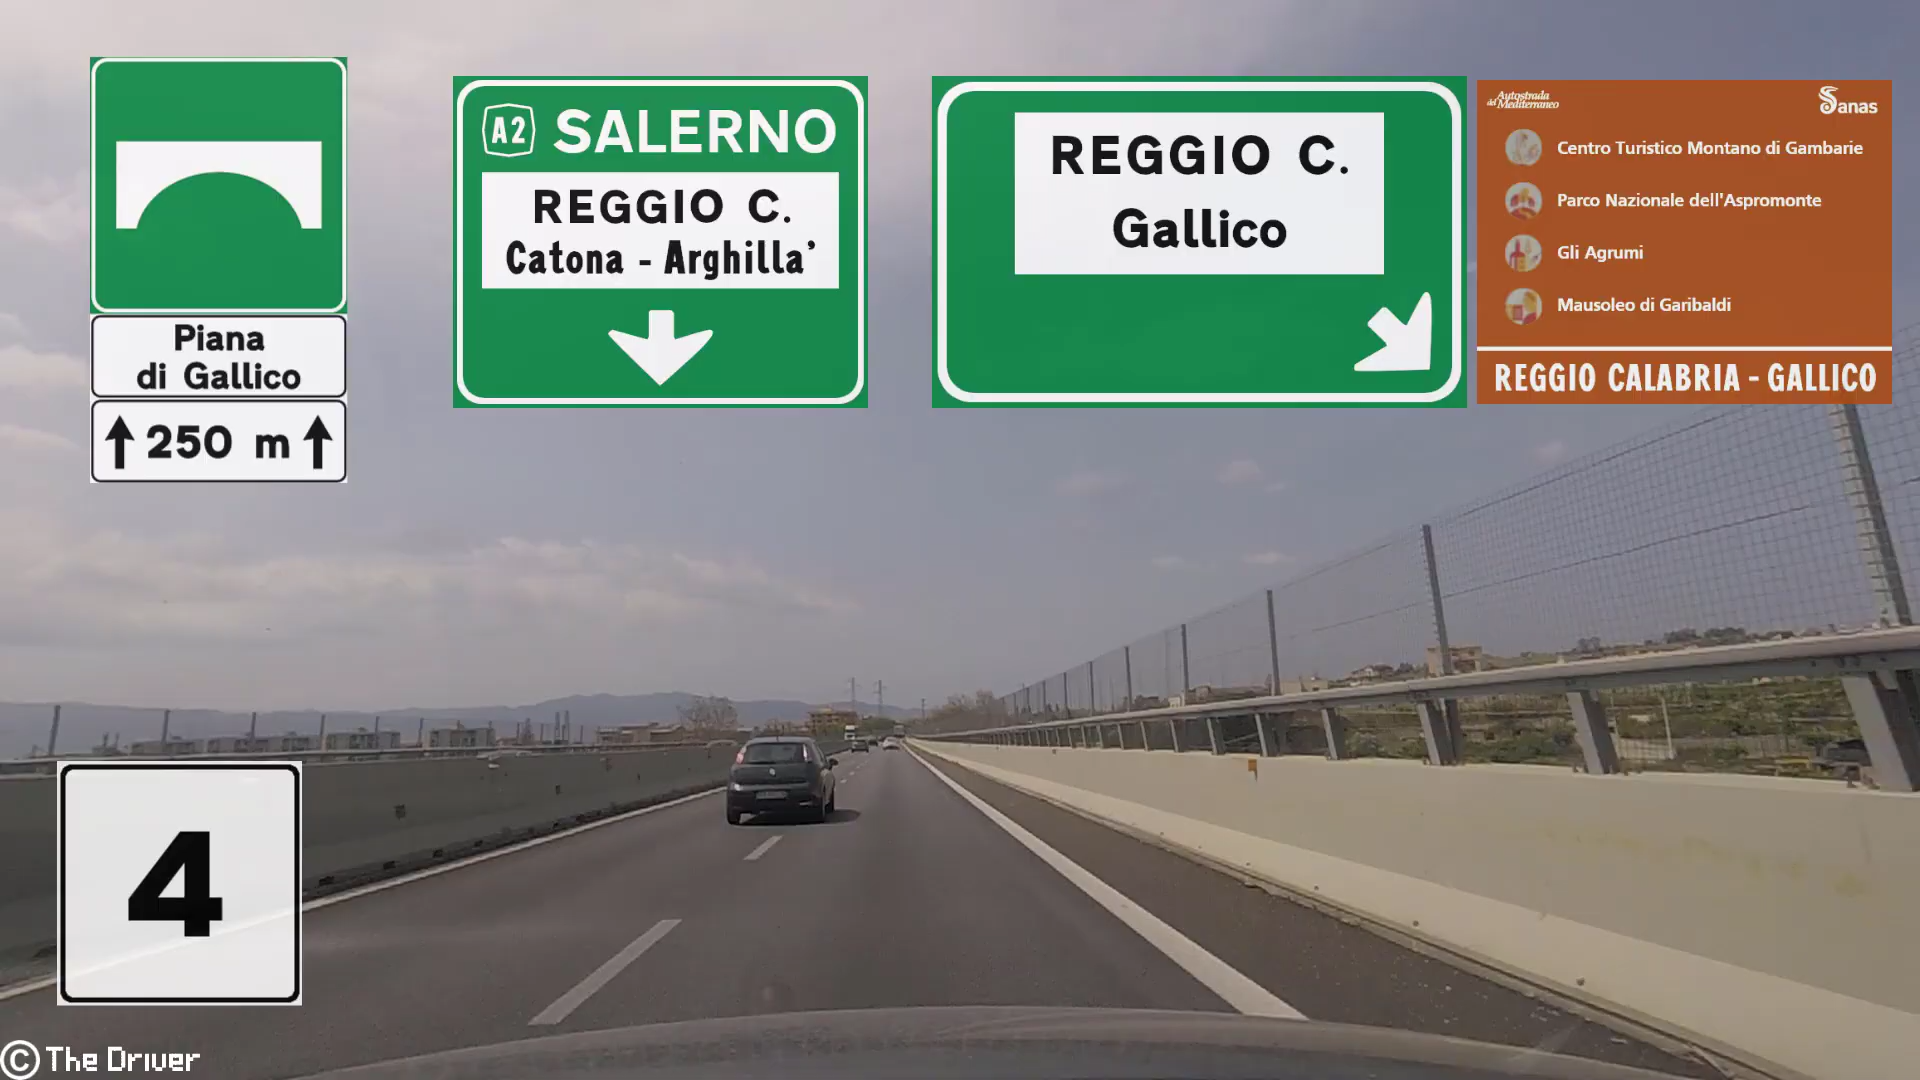 Piana
di Gallico
250 m
A2 SALERNO
REGGIO C.
Catona - Arghilla'
REGGIO C.
Gallico
Autostrada
del Mediterraneo
anas
Centro Turistico Montano di Gambarie
Parco Nazionale dell'Aspromonte
Gli Agrumi
Mausoleo di Garibaldi
REGGIO CALABRIA - GALLICO
4
© The Driver